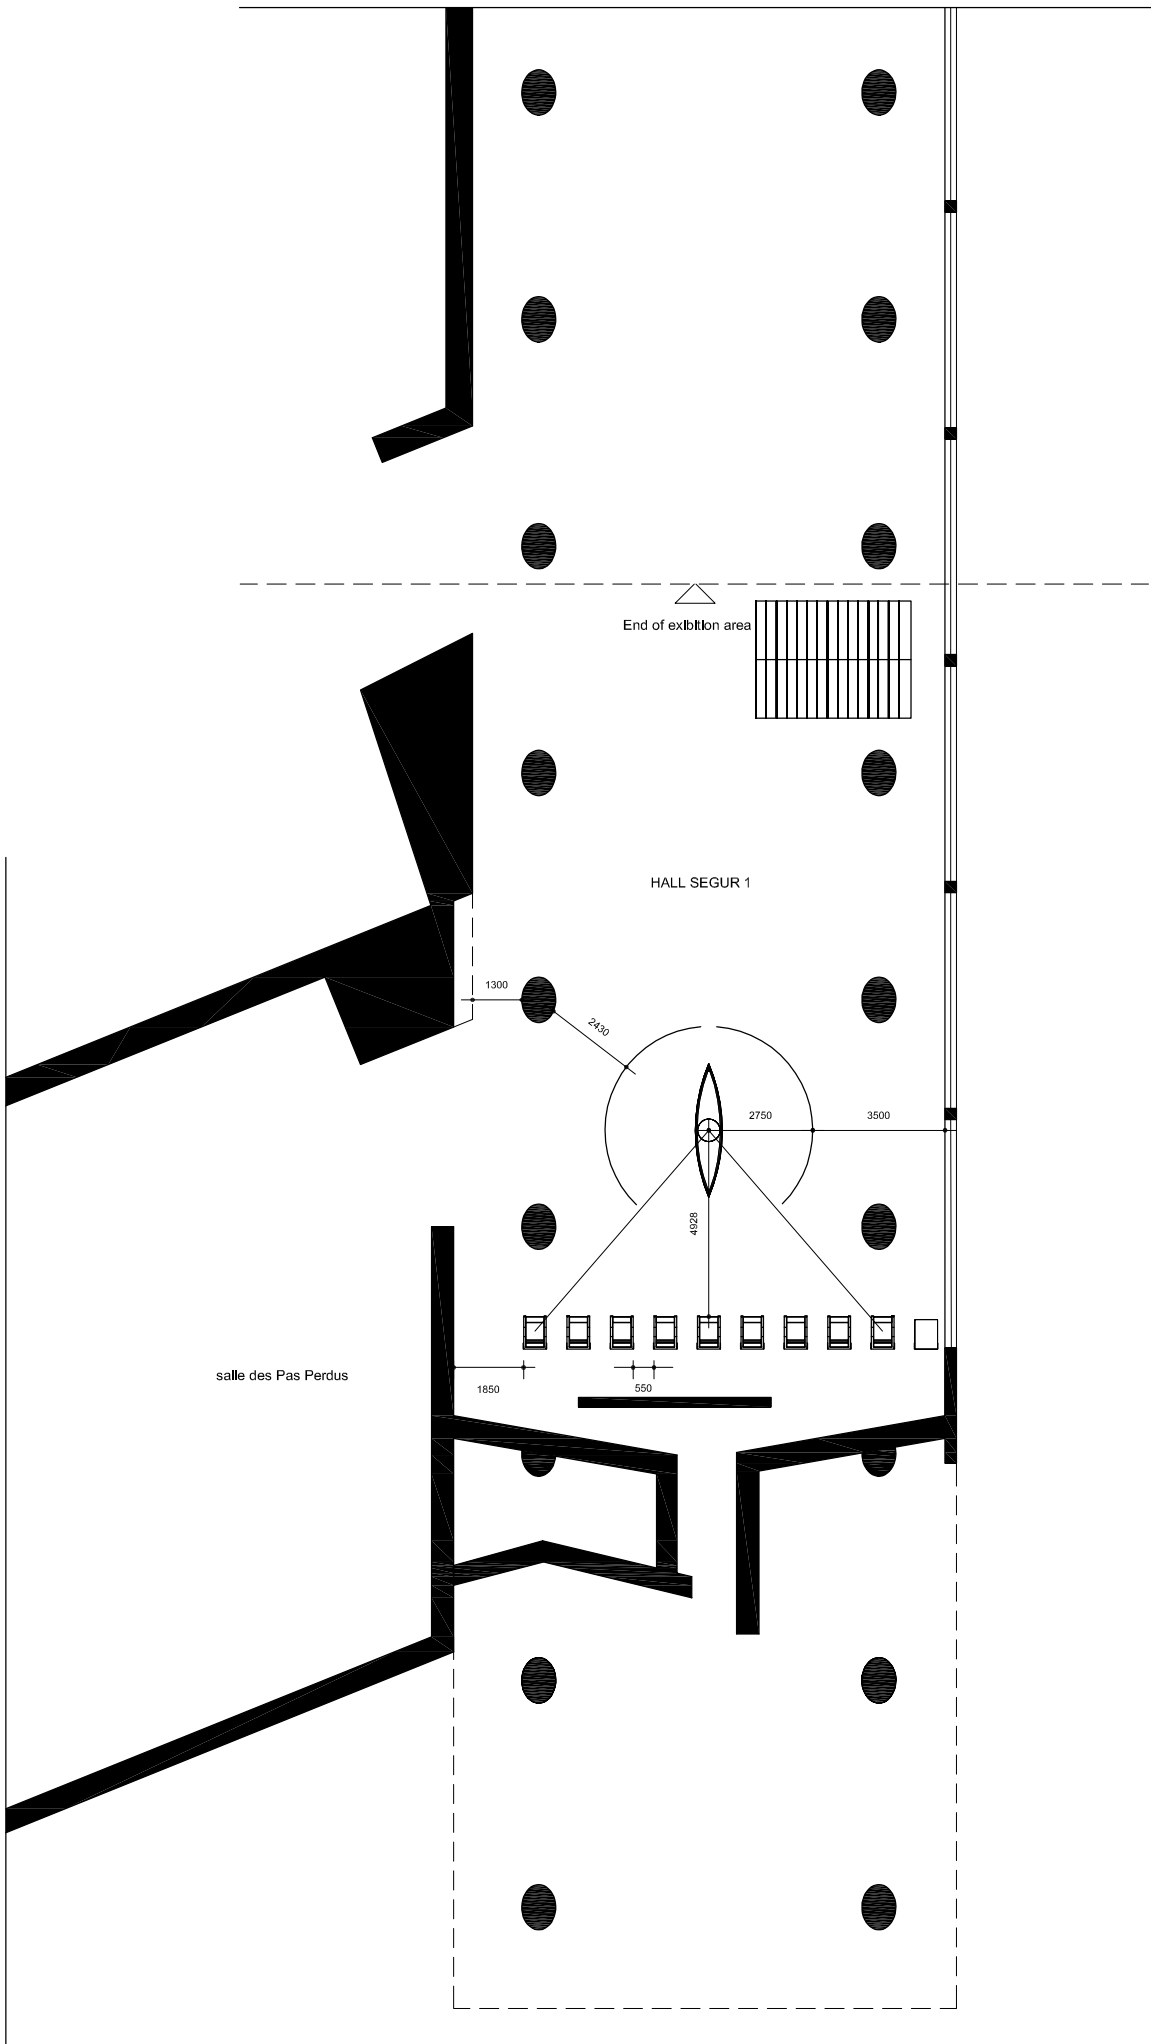 End of exibition area
HALL SEGUR 1
1300
2430
2750
3500
4928
salle des Pas Perdus
1850
550